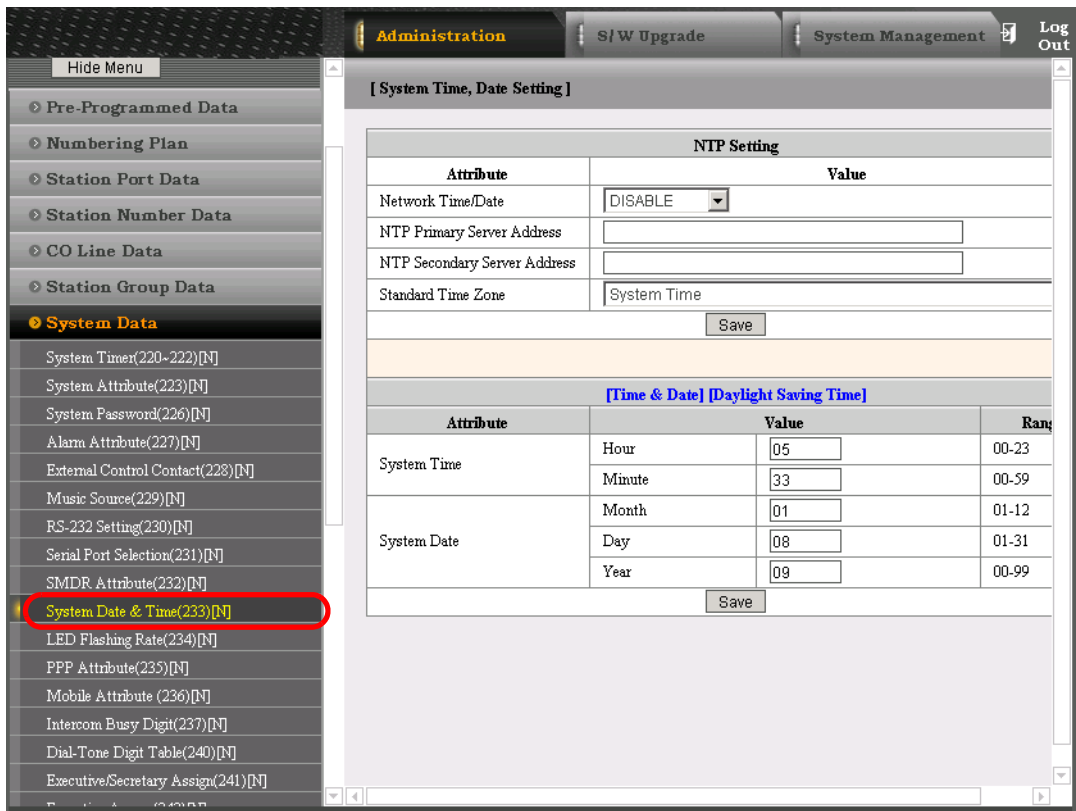 Administration
S/W Upgrade
System Management
Log Out
Hide Menu
Pre-Programmed Data
Numbering Plan
Station Port Data
Station Number Data
CO Line Data
Station Group Data
System Data
System Timer(220~222)[N]
System Attribute(223)[N]
System Password(226)[N]
Alarm Attribute(227)[N]
External Control Contact(228)[N]
Music Source(229)[N]
RS-232 Setting(230)[N]
Serial Port Selection(231)[N]
SMDR Attribute(232)[N]
System Date & Time(233)[N]
LED Flashing Rate(234)[N]
PPP Attribute(235)[N]
Mobile Attribute (236)[N]
Intercom Busy Digit(237)[N]
Dial-Tone Digit Table(240)[N]
Executive/Secretary Assign(241)[N]
[ System Time, Date Setting ]
NTP Setting
Attribute Value
Network Time/Date DISABLE
NTP Primary Server Address
NTP Secondary Server Address
Standard Time Zone System Time
Save
[Time & Date] [Daylight Saving Time]
Attribute Value Rang
System Time Hour 05 00-23
Minute 33 00-59
System Date Month 01 01-12
Day 08 01-31
Year 09 00-99
Save